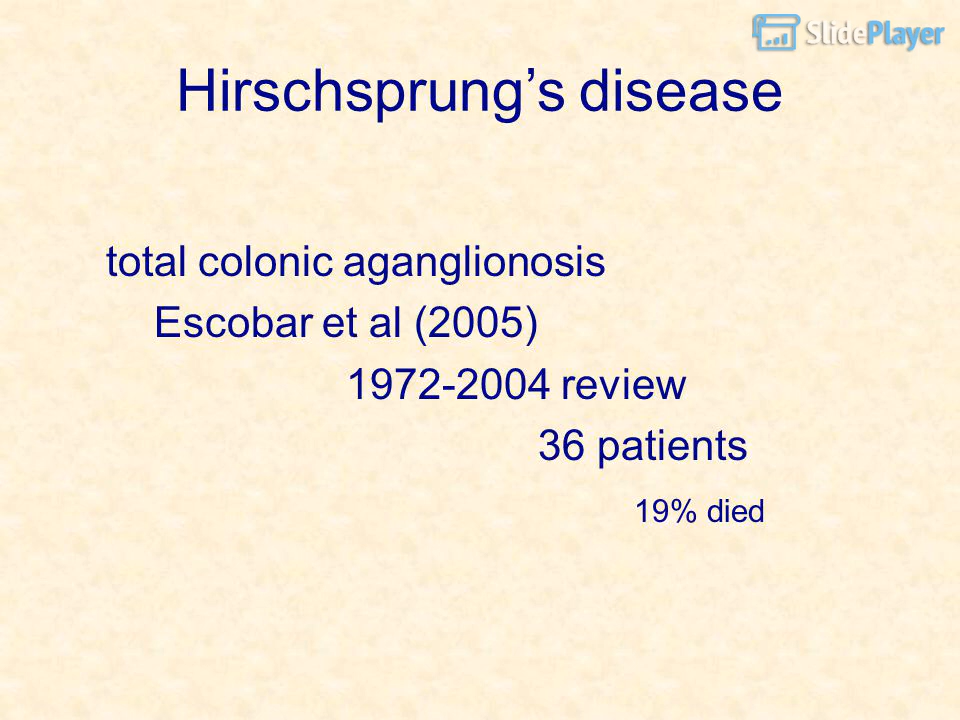 SlidePlayer
Hirschsprung’s disease
total colonic aganglionosis
Escobar et al (2005)
1972-2004 review
36 patients
19% died